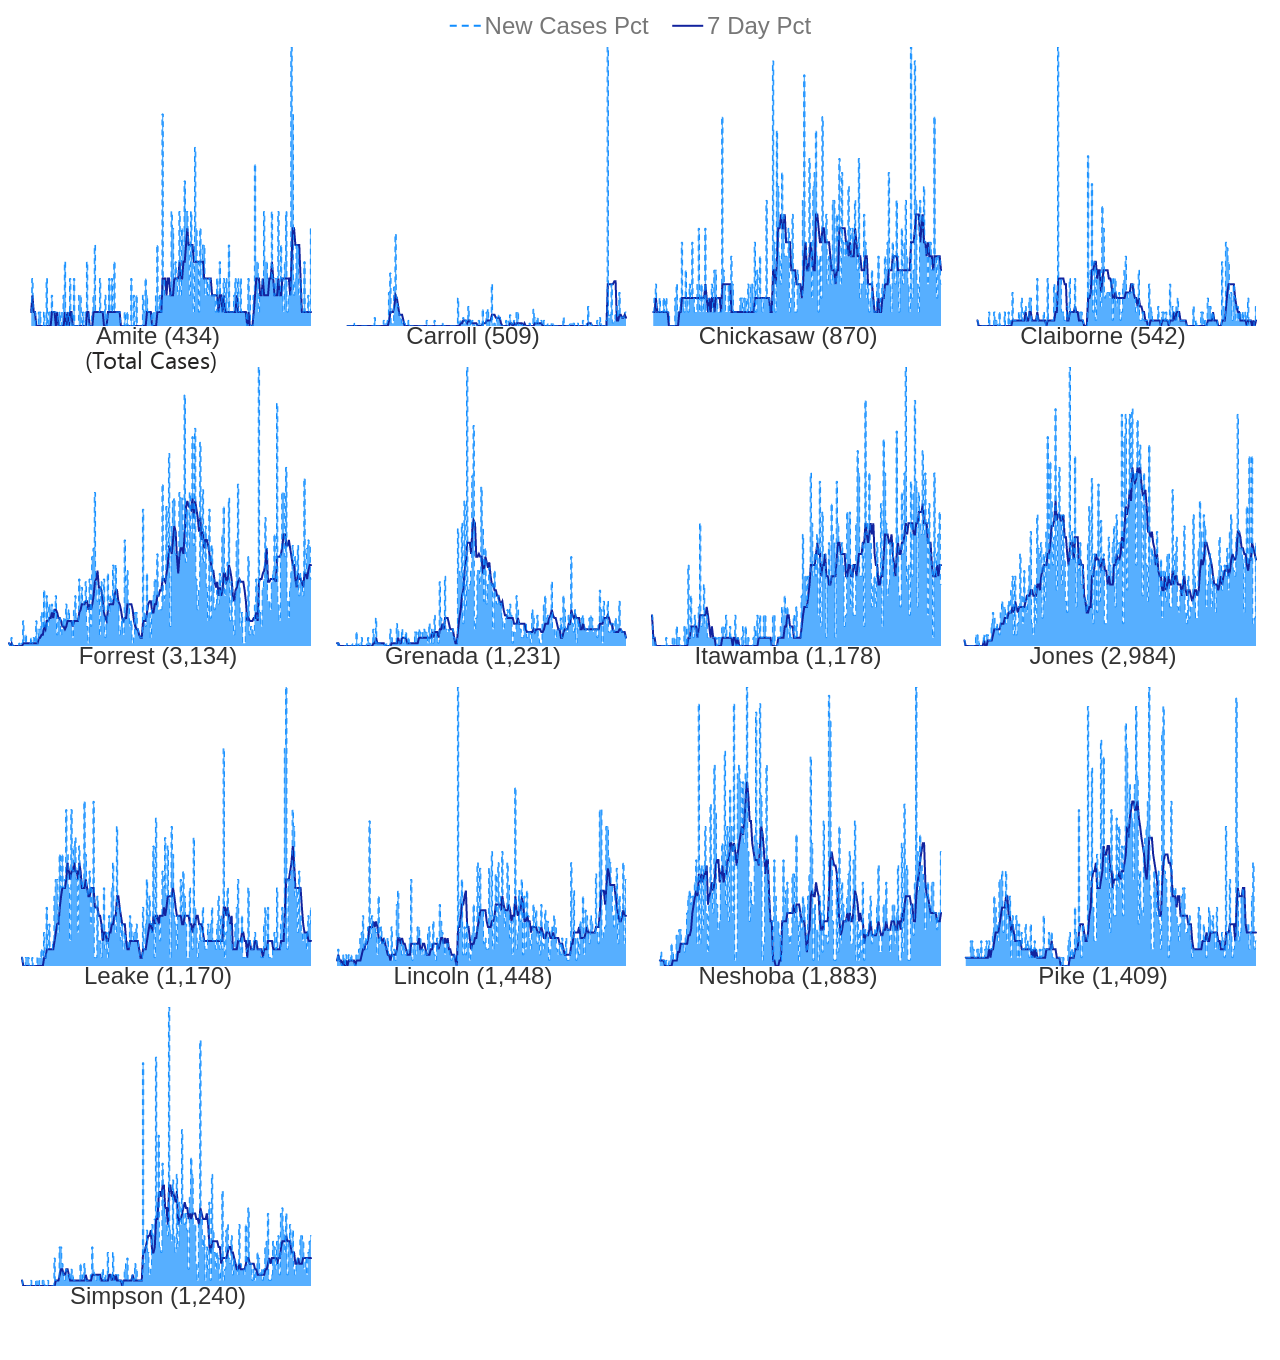 New Cases Pct 7 Day Pct
Amite (434) Carroll (509) Chickasaw (870) Claiborne (542)
(Total Cases)
Forrest (3,134) Grenada (1,231) Itawamba (1,178) Jones (2,984)
Leake (1,170) Lincoln (1,448) Neshoba (1,883) Pike (1,409)
Simpson (1,240)